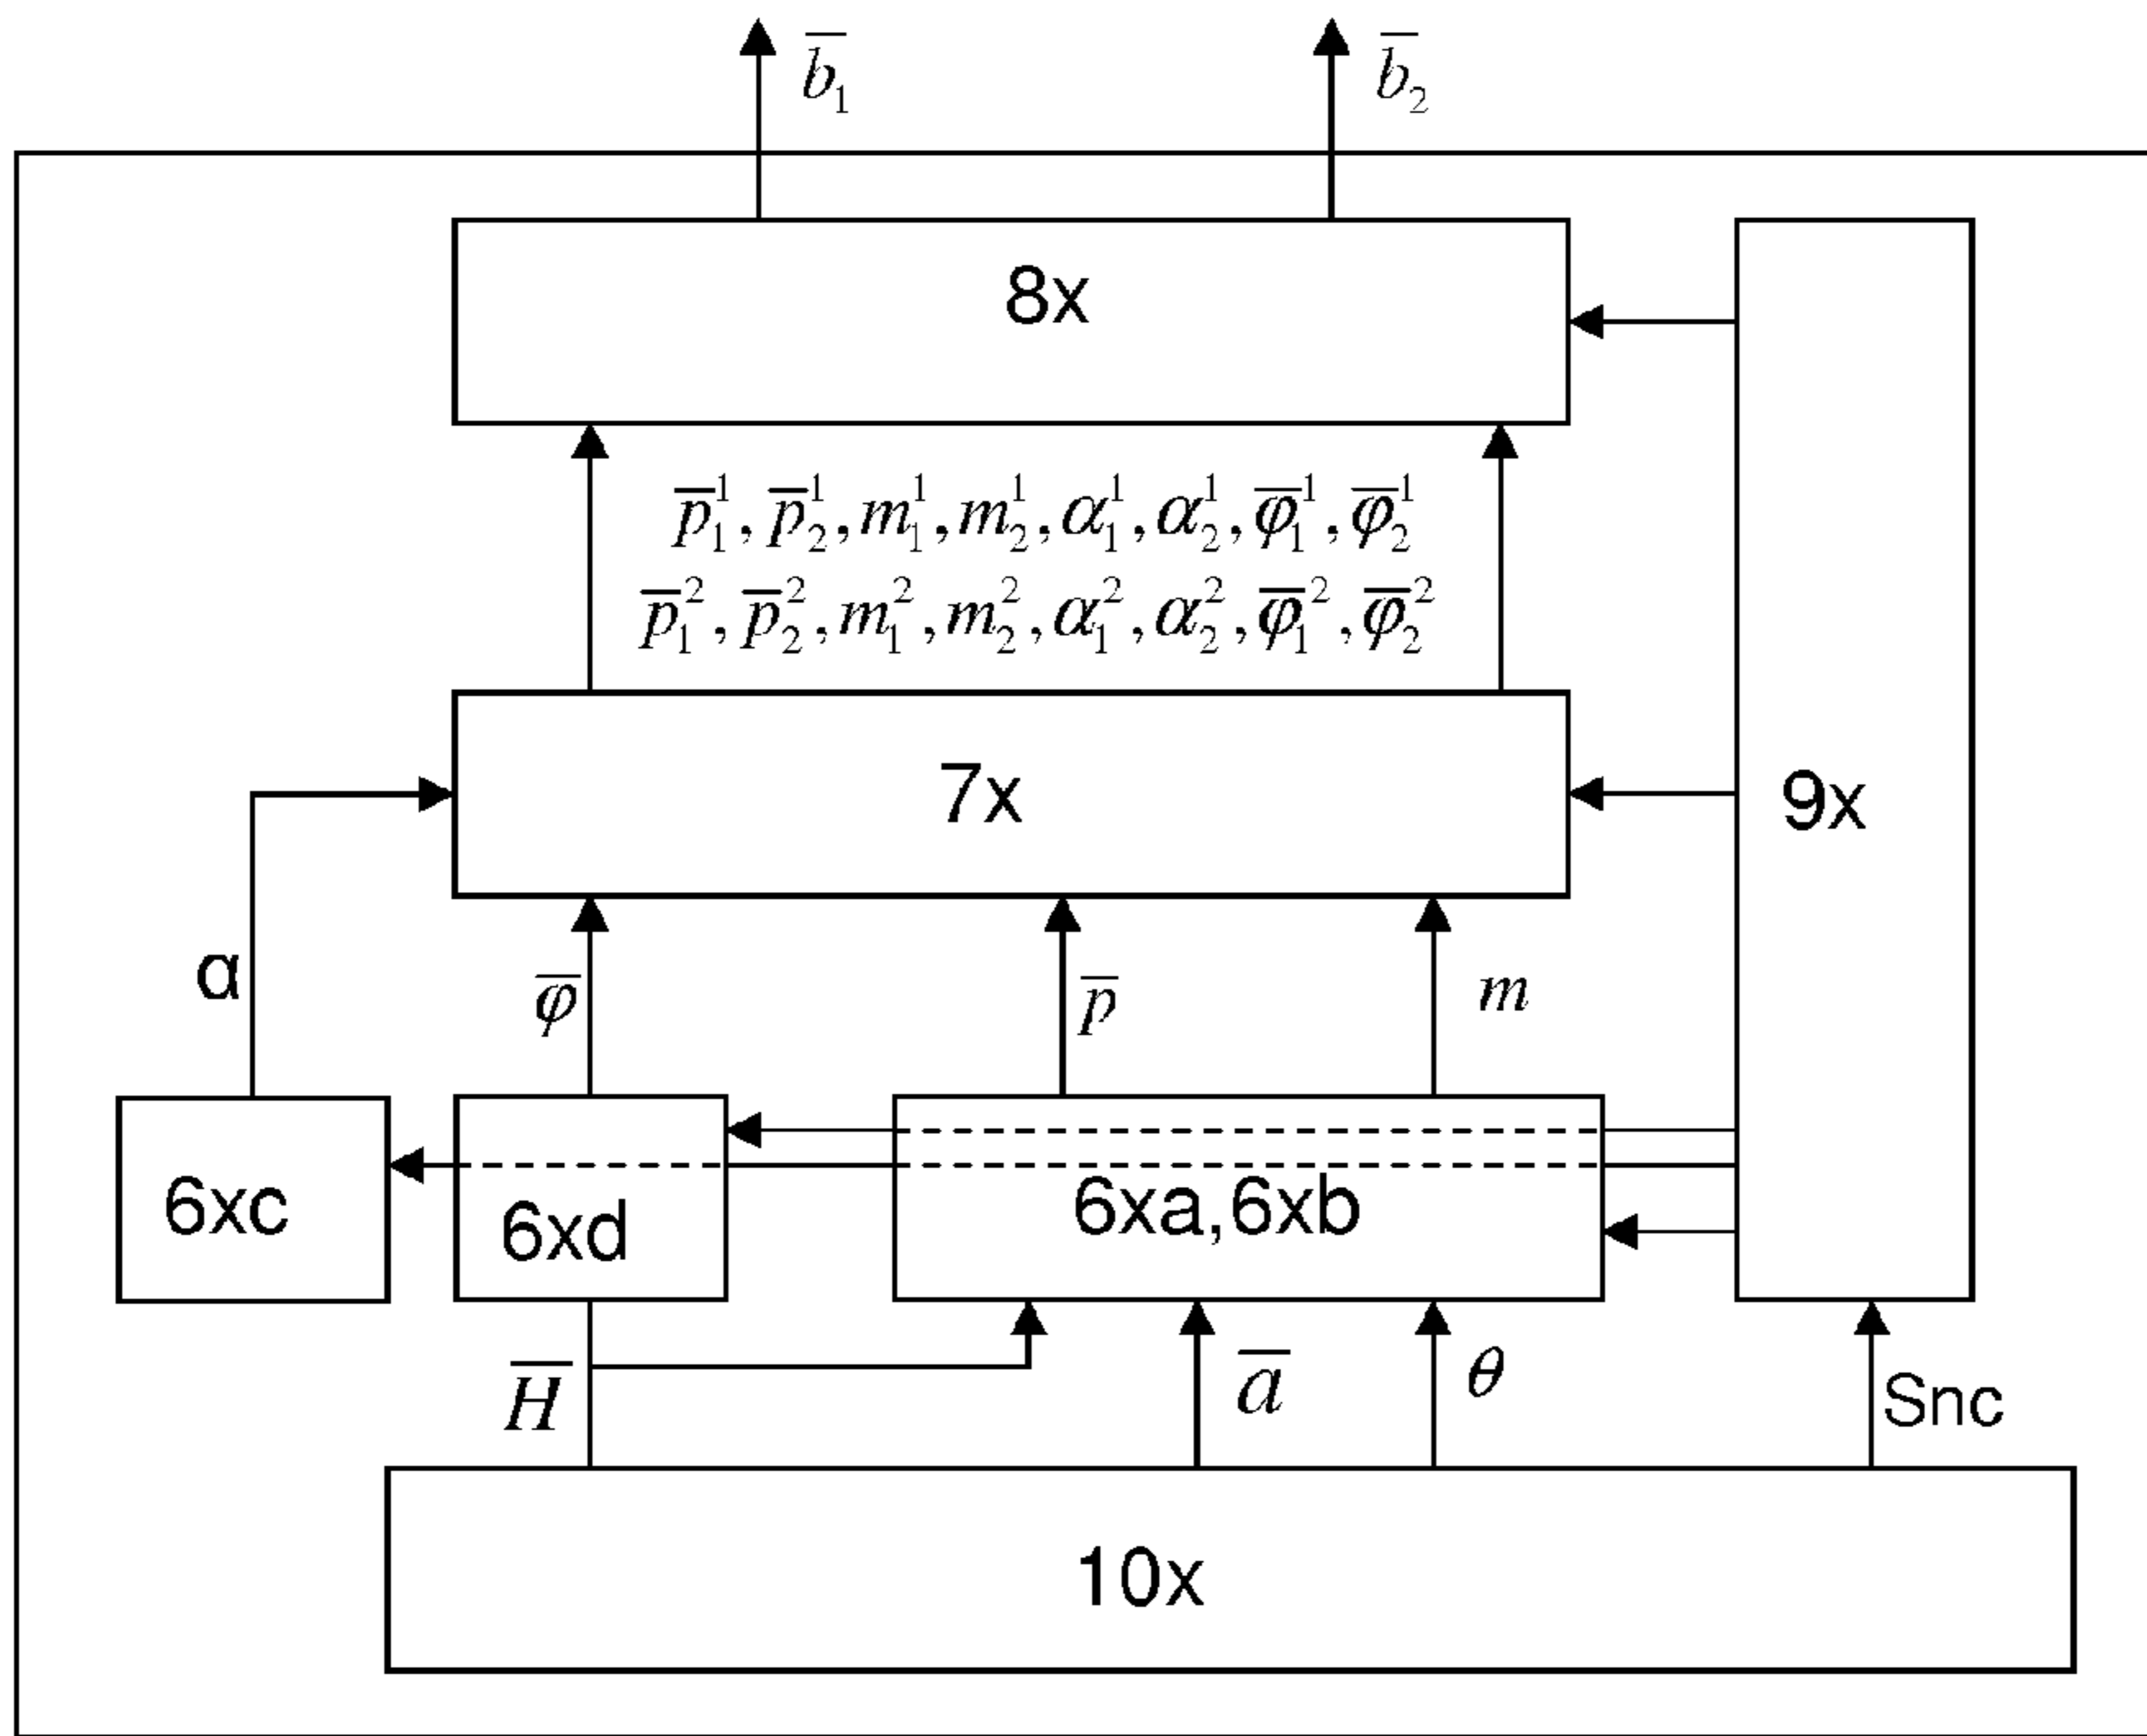 b̅₁ b̅₂
8x
p̅₁¹, p̅₂¹, m₁¹, m₂¹, α₁¹, α₂¹, φ̅₁¹, φ̅₂¹
p̅₁², p̅₂², m₁², m₂², α₁², α₂², φ̅₁², φ̅₂²
7x
9x
α φ̅ p̅ m
6xc 6xd 6xa,6xb
H̅ a̅ θ Snc
10x